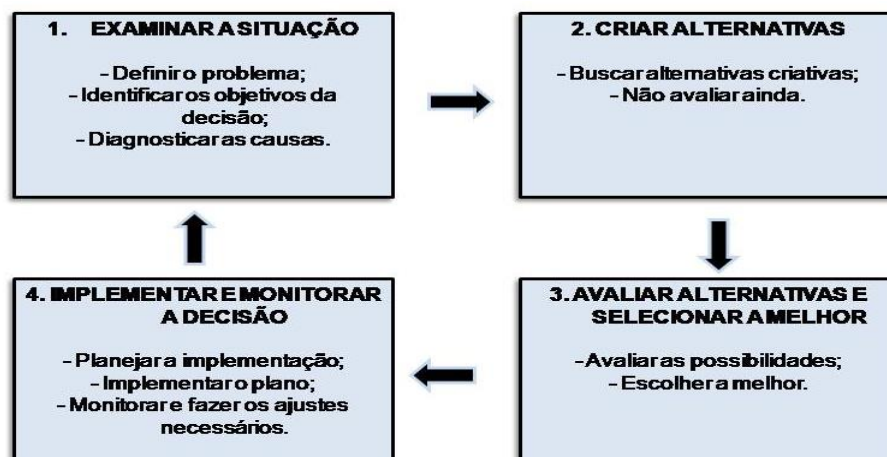 1. EXAMINAR A SITUAÇÃO
- Definir o problema;
- Identificar os objetivos da
decisão;
- Diagnosticar as causas.
2. CRIAR ALTERNATIVAS
- Buscar alternativas criativas;
- Não avaliar ainda.
3. AVALIAR ALTERNATIVAS E
SELECIONAR A MELHOR
- Avaliar as possibilidades;
- Escolher a melhor.
4. IMPLEMENTAR E MONITORAR
A DECISÃO
- Planejar a implementação;
- Implementar o plano;
- Monitorar e fazer os ajustes
necessários.